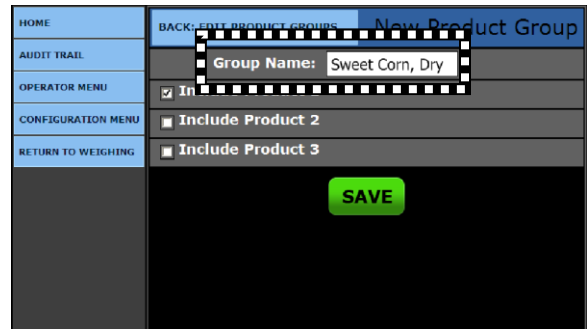 HOME
BACK: EDIT PRODUCT GROUPS
New Product Group
AUDIT TRAIL
Group Name: Sweet Corn, Dry
OPERATOR MENU
CONFIGURATION MENU
Include Product 2
RETURN TO WEIGHING
Include Product 3
SAVE